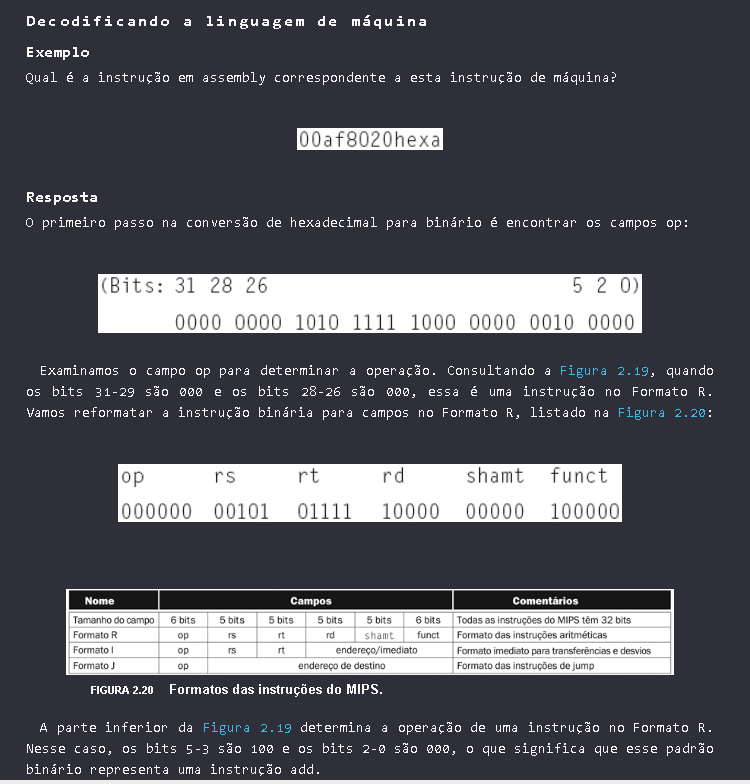 Decodificando a linguagem de máquina
Exemplo
Qual é a instrução em assembly correspondente a esta instrução de máquina?
00af8020hexa
Resposta
O primeiro passo na conversão de hexadecimal para binário é encontrar os campos op:
(Bits: 31 28 26 5 2 0)
0000 0000 1010 1111 1000 0000 0010 0000
Examinamos o campo op para determinar a operação. Consultando a Figura 2.19, quando
os bits 31-29 são 000 e os bits 28-26 são 000, essa é uma instrução no Formato R.
Vamos reformatar a instrução binária para campos no Formato R, listado na Figura 2.20:
op rs rt rd shamt funct
000000 00101 01111 10000 00000 100000
Nome Campos Comentários
Tamanho do campo 6 bits 5 bits 5 bits 5 bits 5 bits 6 bits Todas as instruções do MIPS têm 32 bits
Formato R op rs rt rd shamt funct Formato das instruções aritméticas
Formato I op rs rt endereço/imediato Formato imediato para transferências e desvios
Formato J op endereço de destino Formato das instruções de jump
FIGURA 2.20 Formatos das instruções do MIPS.
A parte inferior da Figura 2.19 determina a operação de uma instrução no Formato R.
Nesse caso, os bits 5-3 são 100 e os bits 2-0 são 000, o que significa que esse padrão
binário representa uma instrução add.